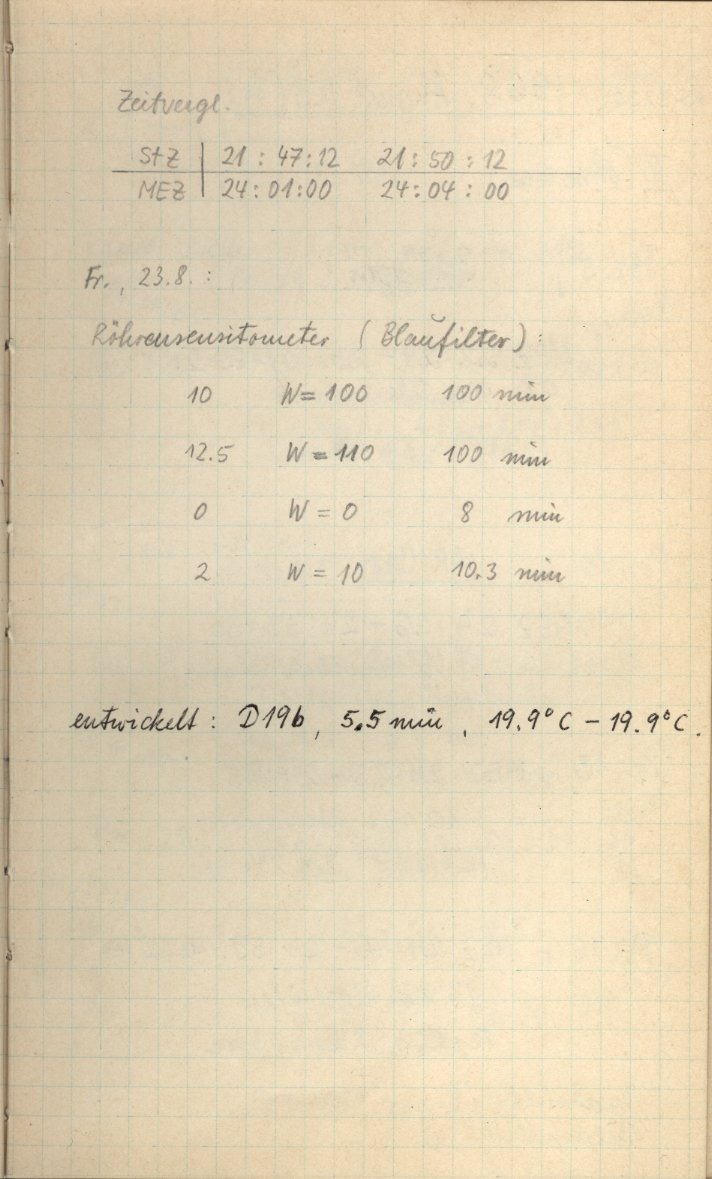 Zeitvergl.
StZ | 21 : 47 : 12 21 : 50 : 12
MEZ | 24 : 01 : 00 24 : 04 : 00
Fr., 23.8. :
Röhrensensitometer (Blaufilter) :
10 W = 100 100 min
12.5 W = 110 100 min
0 W = 0 8 min
2 W = 10 10.3 min
entwickelt : D19b, 5.5 min, 19.9°C – 19.9°C.